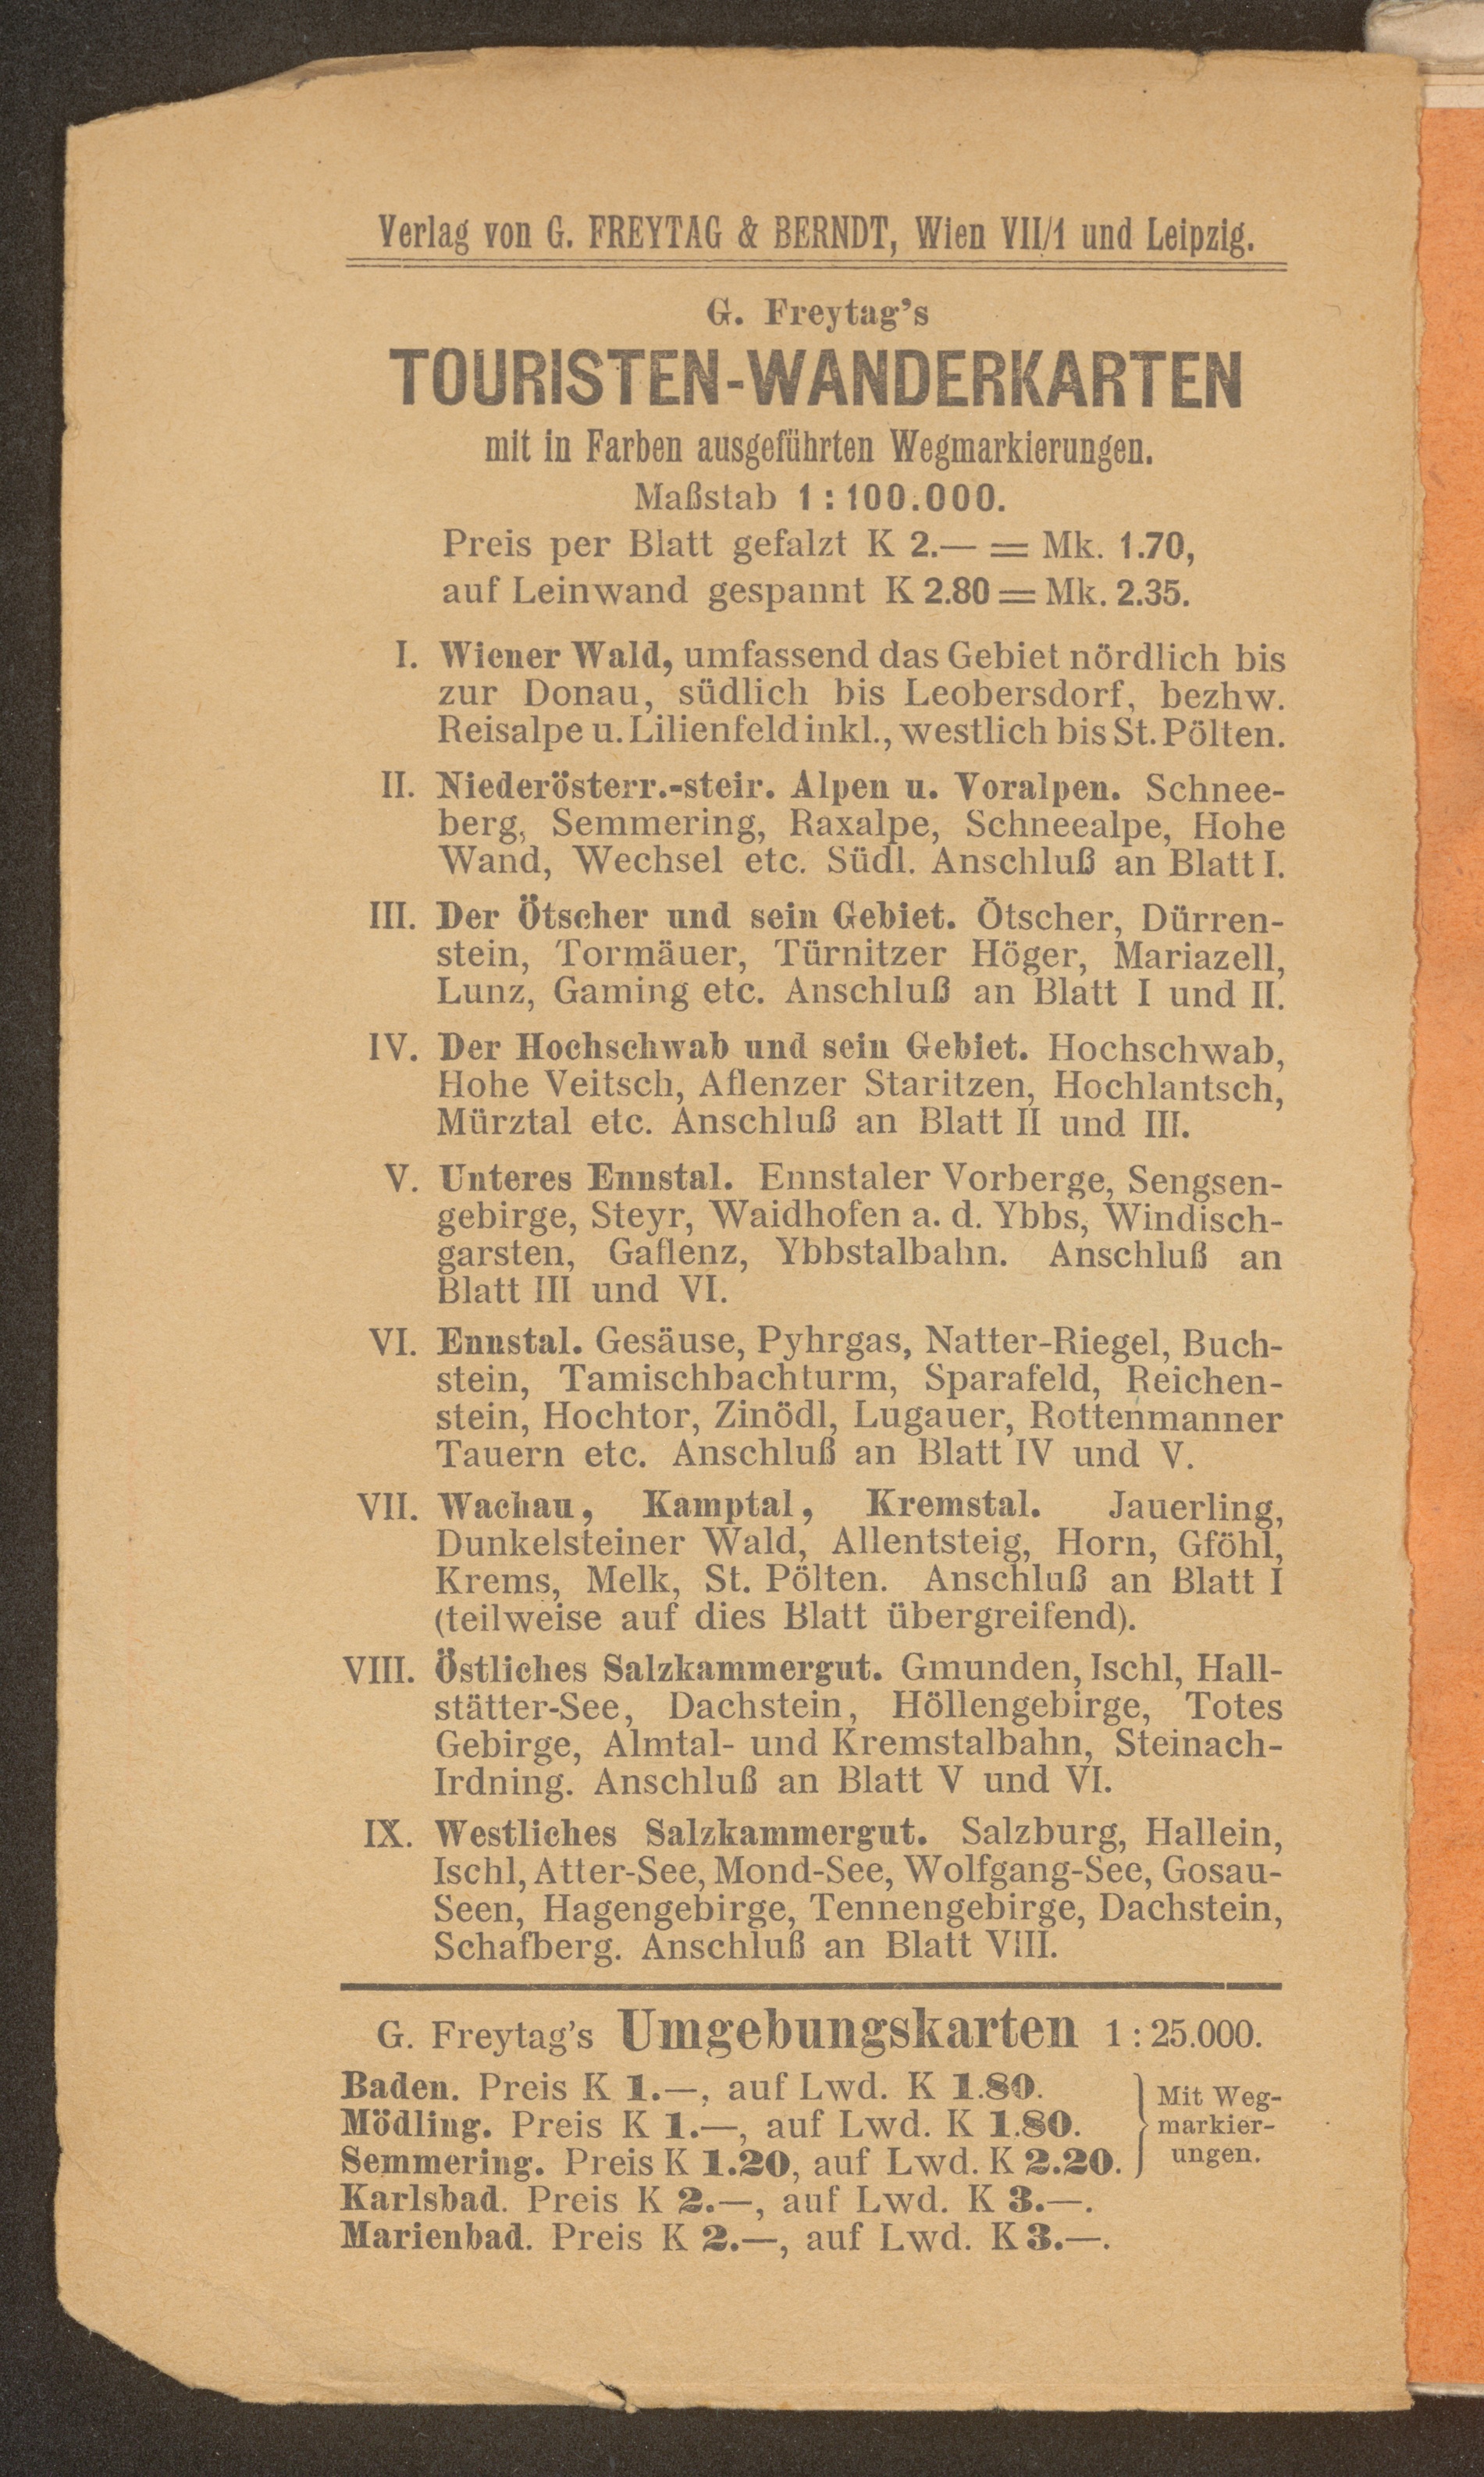 Verlag von G. FREYTAG & BERNDT, Wien VII/1 und Leipzig.
G. Freytag's
TOURISTEN-WANDERKARTEN
mit in Farben ausgeführten Wegmarkierungen.
Maßstab 1 : 100.000.
Preis per Blatt gefalzt K 2.— = Mk. 1.70,
auf Leinwand gespannt K 2.80 = Mk. 2.35.
I. Wiener Wald, umfassend das Gebiet nördlich bis
zur Donau, südlich bis Leobersdorf, bezhw.
Reisalpe u. Lilienfeld inkl., westlich bis St. Pölten.
II. Niederösterr.-steir. Alpen u. Voralpen. Schnee-
berg, Semmering, Raxalpe, Schneealpe, Hohe
Wand, Wechsel etc. Südl. Anschluß an Blatt I.
III. Der Ötscher und sein Gebiet. Ötscher, Dürren-
stein, Tormäuer, Türnitzer Höger, Mariazell,
Lunz, Gaming etc. Anschluß an Blatt I und II.
IV. Der Hochschwab und sein Gebiet. Hochschwab,
Hohe Veitsch, Aflenzer Staritzen, Hochlantsch,
Mürztal etc. Anschluß an Blatt II und III.
V. Unteres Ennstal. Ennstaler Vorberge, Sengsen-
gebirge, Steyr, Waidhofen a. d. Ybbs, Windisch-
garsten, Gaflenz, Ybbstalbahn. Anschluß an
Blatt III und VI.
VI. Ennstal. Gesäuse, Pyhrgas, Natter-Riegel, Buch-
stein, Tamischbachturm, Sparafeld, Reichen-
stein, Hochtor, Zinödl, Lugauer, Rottenmanner
Tauern etc. Anschluß an Blatt IV und V.
VII. Wachau, Kamptal, Kremstal. Jauerling,
Dunkelsteiner Wald, Allentsteig, Horn, Gföhl,
Krems, Melk, St. Pölten. Anschluß an Blatt I
(teilweise auf dies Blatt übergreifend).
VIII. Östliches Salzkammergut. Gmunden, Ischl, Hall-
stätter-See, Dachstein, Höllengebirge, Totes
Gebirge, Almtal- und Kremstalbahn, Steinach-
Irdning. Anschluß an Blatt V und VI.
IX. Westliches Salzkammergut. Salzburg, Hallein,
Ischl, Atter-See, Mond-See, Wolfgang-See, Gosau-
Seen, Hagengebirge, Tennengebirge, Dachstein,
Schafberg. Anschluß an Blatt VIII.
G. Freytag's Umgebungskarten 1 : 25.000.
Baden. Preis K 1.—, auf Lwd. K 1.80.
Mödling. Preis K 1.—, auf Lwd. K 1.80.
Semmering. Preis K 1.20, auf Lwd. K 2.20.
Mit Weg-
markier-
ungen.
Karlsbad. Preis K 2.—, auf Lwd. K 3.—.
Marienbad. Preis K 2.—, auf Lwd. K 3.—.